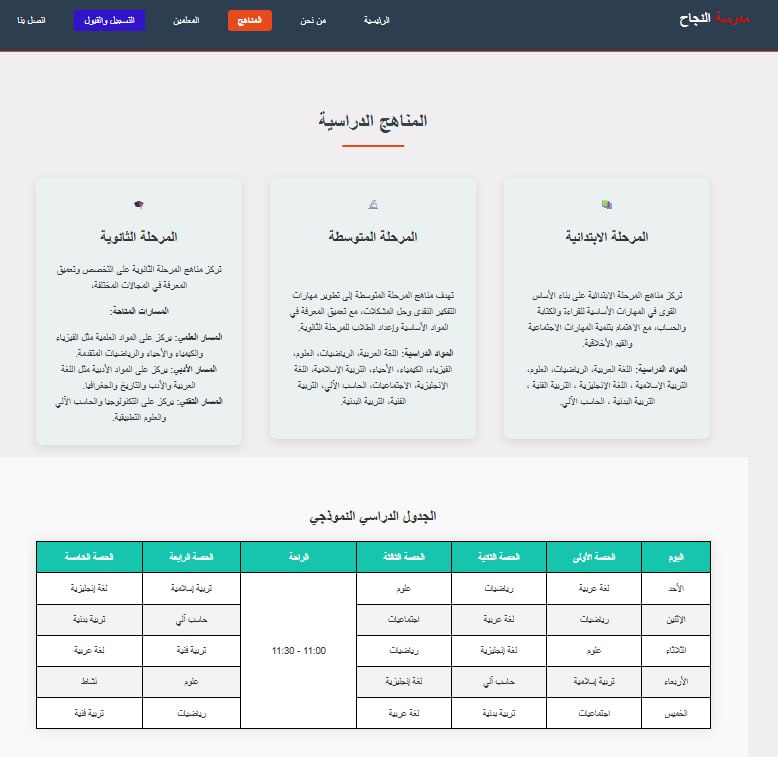 مدرسة النجاح
الرئيسية من نحن المناهج المعلمين التسجيل والقبول اتصل بنا
المناهج الدراسية
المرحلة الابتدائية
تركز مناهج المرحلة الابتدائية على بناء الأساس
القوي في المهارات الأساسية للقراءة والكتابة
والحساب، مع الاهتمام بتنمية المهارات الاجتماعية
والقيم الأخلاقية.
المواد الدراسية: اللغة العربية، الرياضيات، العلوم،
التربية الإسلامية ، اللغة الإنجليزية ، التربية الفنية ،
التربية البدنية ، الحاسب الآلي.
المرحلة المتوسطة
تهدف مناهج المرحلة المتوسطة إلى تطوير مهارات
التفكير النقدي وحل المشكلات، مع تعميق المعرفة في
المواد الأساسية وإعداد الطلاب للمرحلة الثانوية.
المواد الدراسية: اللغة العربية، الرياضيات، العلوم،
الفيزياء، الكيمياء، الأحياء، التربية الإسلامية، اللغة
الإنجليزية، الاجتماعيات، الحاسب الآلي، التربية
الفنية، التربية البدنية.
المرحلة الثانوية
تركز مناهج المرحلة الثانوية على التخصص وتعميق
المعرفة في المجالات المختلفة،
المسارات المتاحة:
المسار العلمي: يركز على المواد العلمية مثل الفيزياء
والكيمياء والأحياء والرياضيات المتقدمة.
المسار الأدبي: يركز على المواد الأدبية مثل اللغة
العربية والأدب والتاريخ والجغرافيا.
المسار التقني: يركز على التكنولوجيا والحاسب الآلي
والعلوم التطبيقية.
الجدول الدراسي النموذجي
اليوم الحصة الأولى الحصة الثانية الحصة الثالثة الراحة الحصة الرابعة الحصة الخامسة
الأحد لغة عربية رياضيات علوم 11:00 - 11:30 تربية إسلامية لغة إنجليزية
الإثنين رياضيات لغة عربية اجتماعيات حاسب آلي تربية بدنية
الثلاثاء علوم لغة إنجليزية رياضيات تربية فنية لغة عربية
الأربعاء تربية إسلامية حاسب آلي لغة إنجليزية علوم نشاط
الخميس اجتماعيات تربية بدنية لغة عربية رياضيات تربية فنية